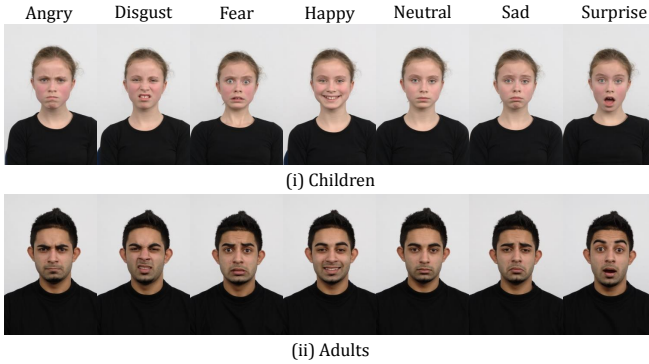 Angry Disgust Fear Happy Neutral Sad Surprise
(i) Children
(ii) Adults